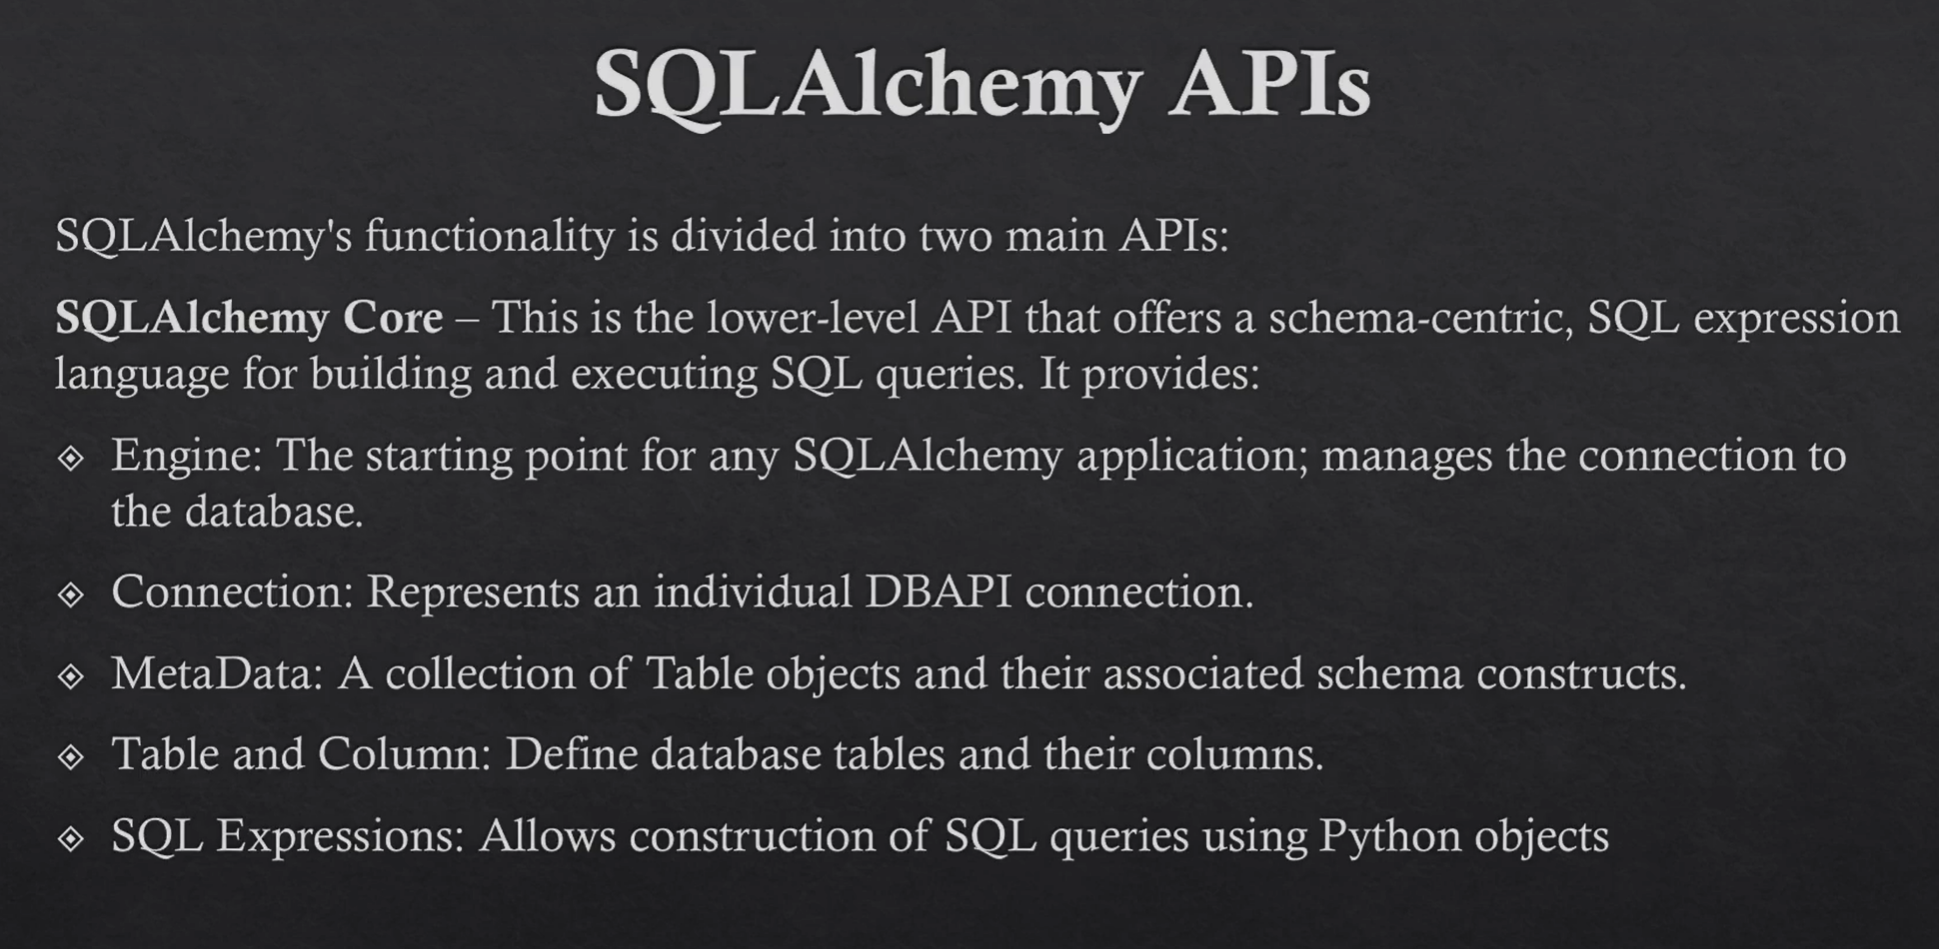 SQLAlchemy APIs
SQLAlchemy's functionality is divided into two main APIs:
SQLAlchemy Core – This is the lower-level API that offers a schema-centric, SQL expression
language for building and executing SQL queries. It provides:
Engine: The starting point for any SQLAlchemy application; manages the connection to
the database.
Connection: Represents an individual DBAPI connection.
MetaData: A collection of Table objects and their associated schema constructs.
Table and Column: Define database tables and their columns.
SQL Expressions: Allows construction of SQL queries using Python objects